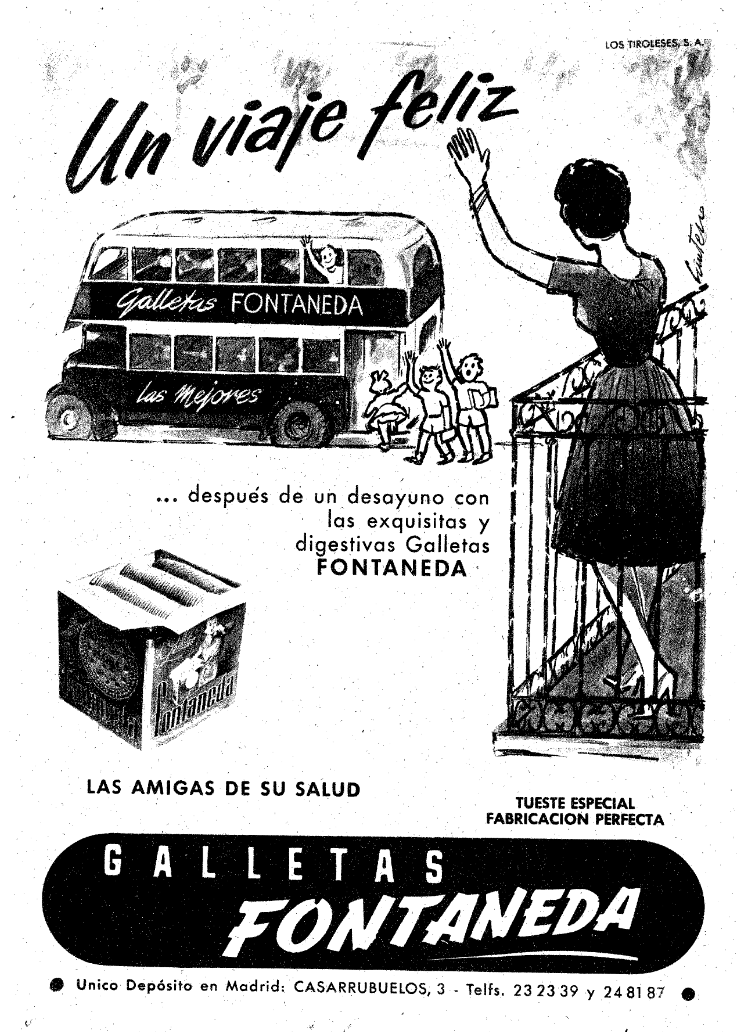 LOS TIROLESES, S. A.
Un viaje feliz
Galletas FONTANEDA
Las Mejores
... después de un desayuno con
las exquisitas y
digestivas Galletas
FONTANEDA
fontaneda
LAS AMIGAS DE SU SALUD
TUESTE ESPECIAL
FABRICACION PERFECTA
GALLETAS
FONTANEDA
Unico Depósito en Madrid: CASARRUBUELOS, 3 - Telfs. 23 23 39 y 24 81 87